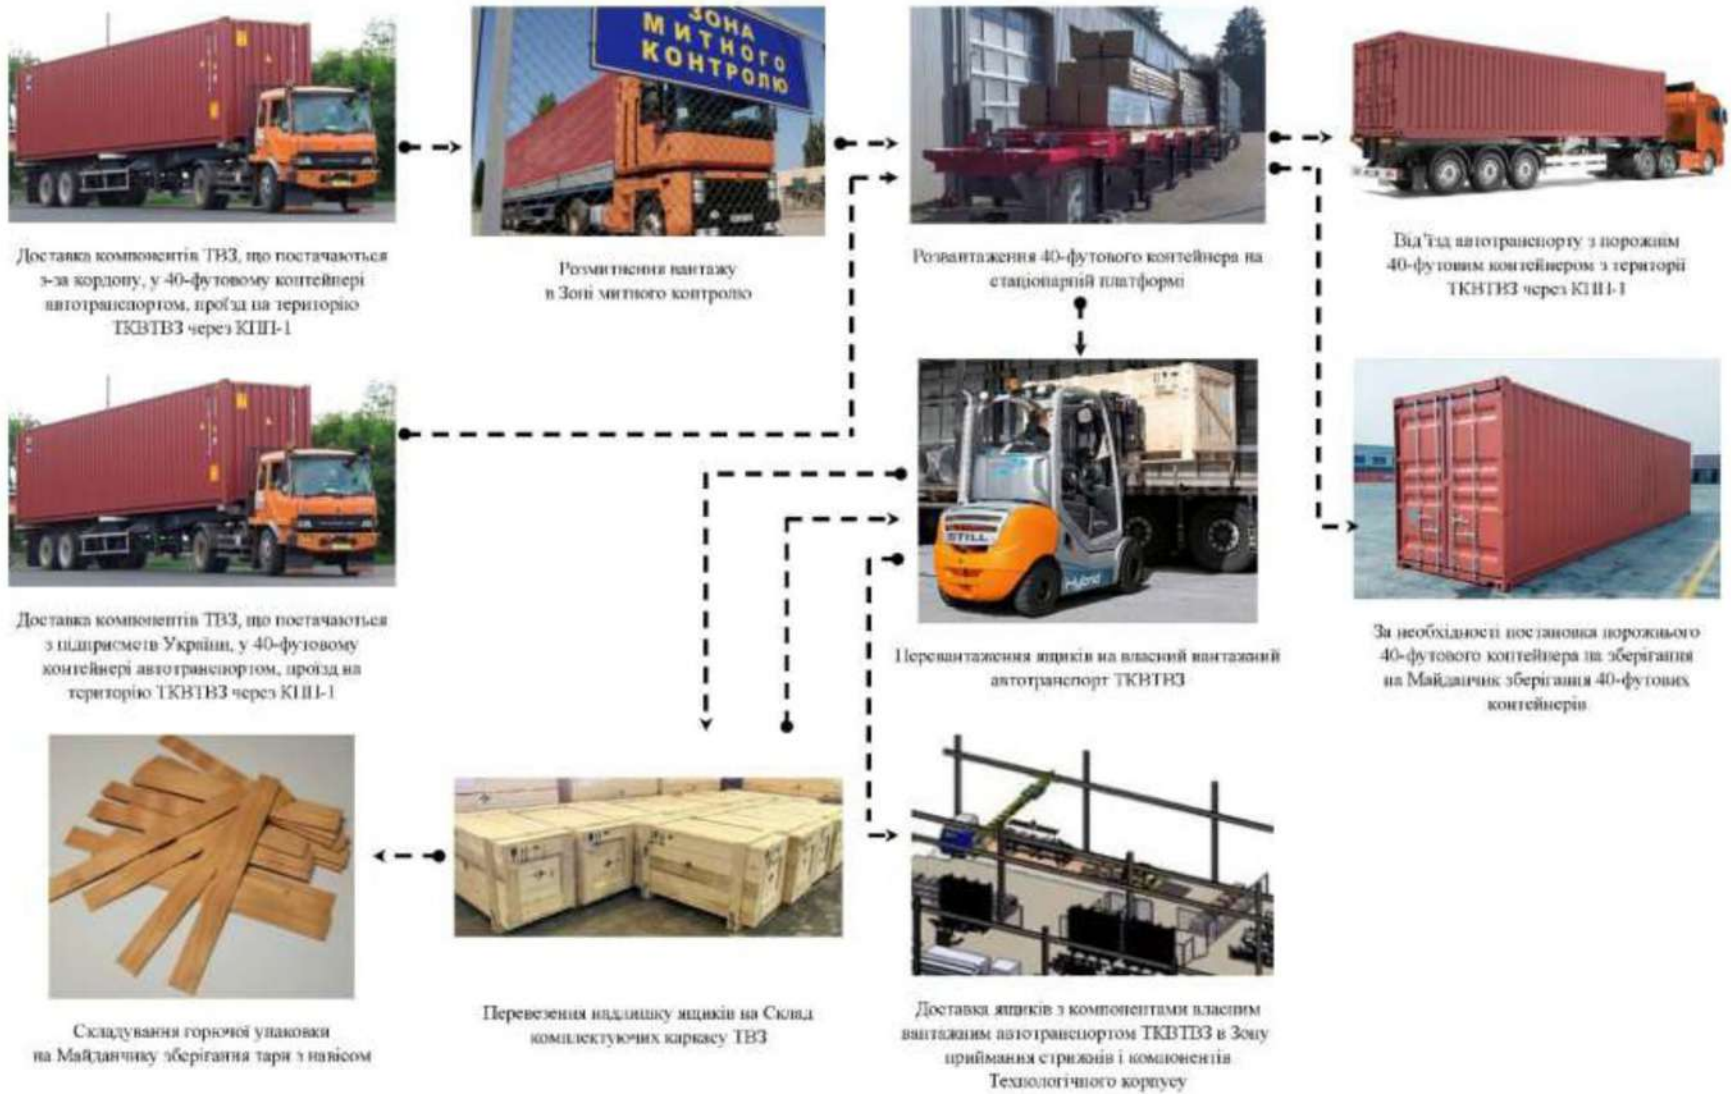 ЗОНА
МИТНОГО
КОНТРОЛЮ
Доставка компонентів ТВЗ, що постачаються
з-за кордону, у 40-футовому контейнері
автотранспортом, проїзд на територію
ТКВТВЗ через КПП-1
Розмитнення вантажу
в Зоні митного контролю
Розвантаження 40-футового контейнера на
стаціонарній платформі
Від'їзд автотранспорту з порожнім
40-футовим контейнером з території
ТКВТВЗ через КПП-1
Доставка компонентів ТВЗ, що постачаються
з підприємств України, у 40-футовому
контейнері автотранспортом, проїзд на
територію ТКВТВЗ через КПП-1
STILL
Hybrid
Перевантаження ящиків на власний вантажний
автотранспорт ТКВТВЗ
За необхідності постановка порожнього
40-футового контейнера на зберігання
на Майданчик зберігання 40-футових
контейнерів
Складування горючої упаковки
на Майданчику зберігання тари з навісом
Перевезення надлишку ящиків на Склад
комплектуючих каркасу ТВЗ
Доставка ящиків з компонентами власним
вантажним автотранспортом ТКВТВЗ в Зону
приймання стрижнів і компонентів
Технологічного корпусу